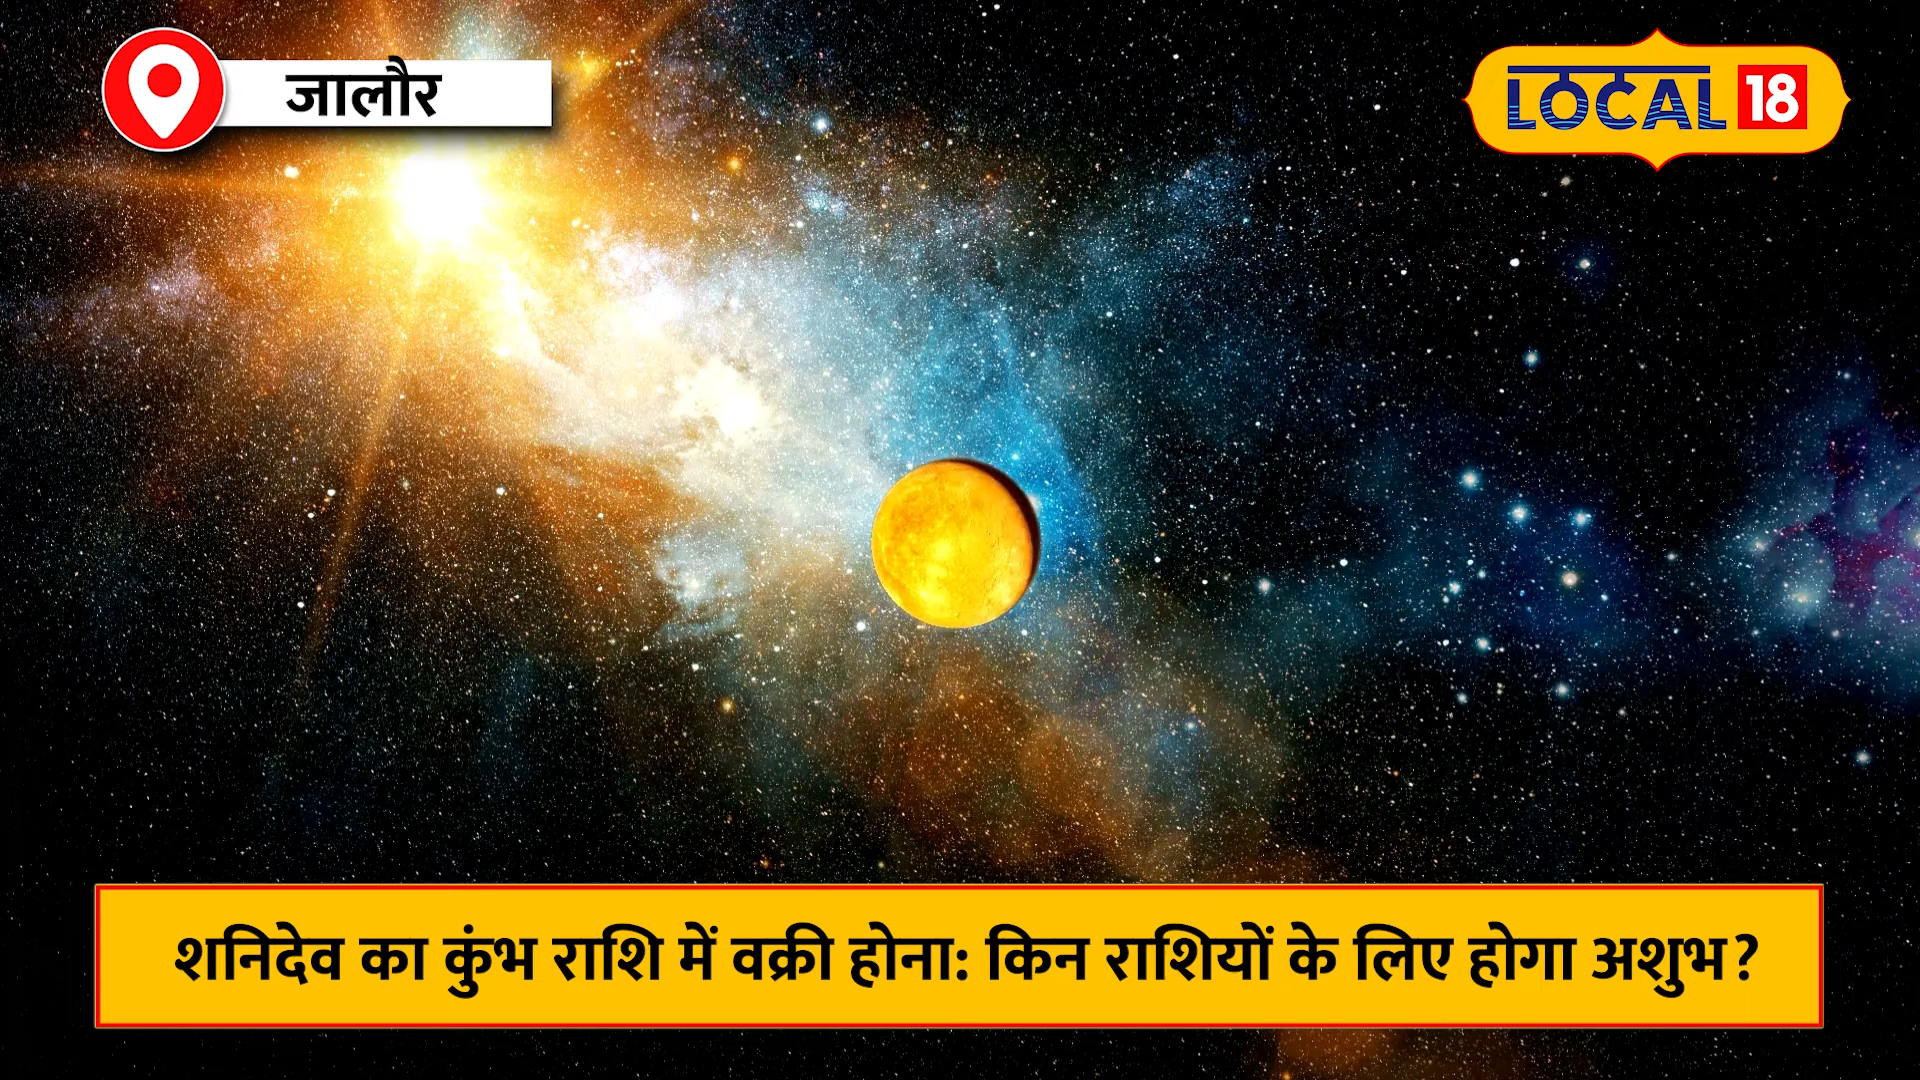 जालौर
LOCAL 18
शनिदेव का कुंभ राशि में वक्री होना: किन राशियों के लिए होगा अशुभ?